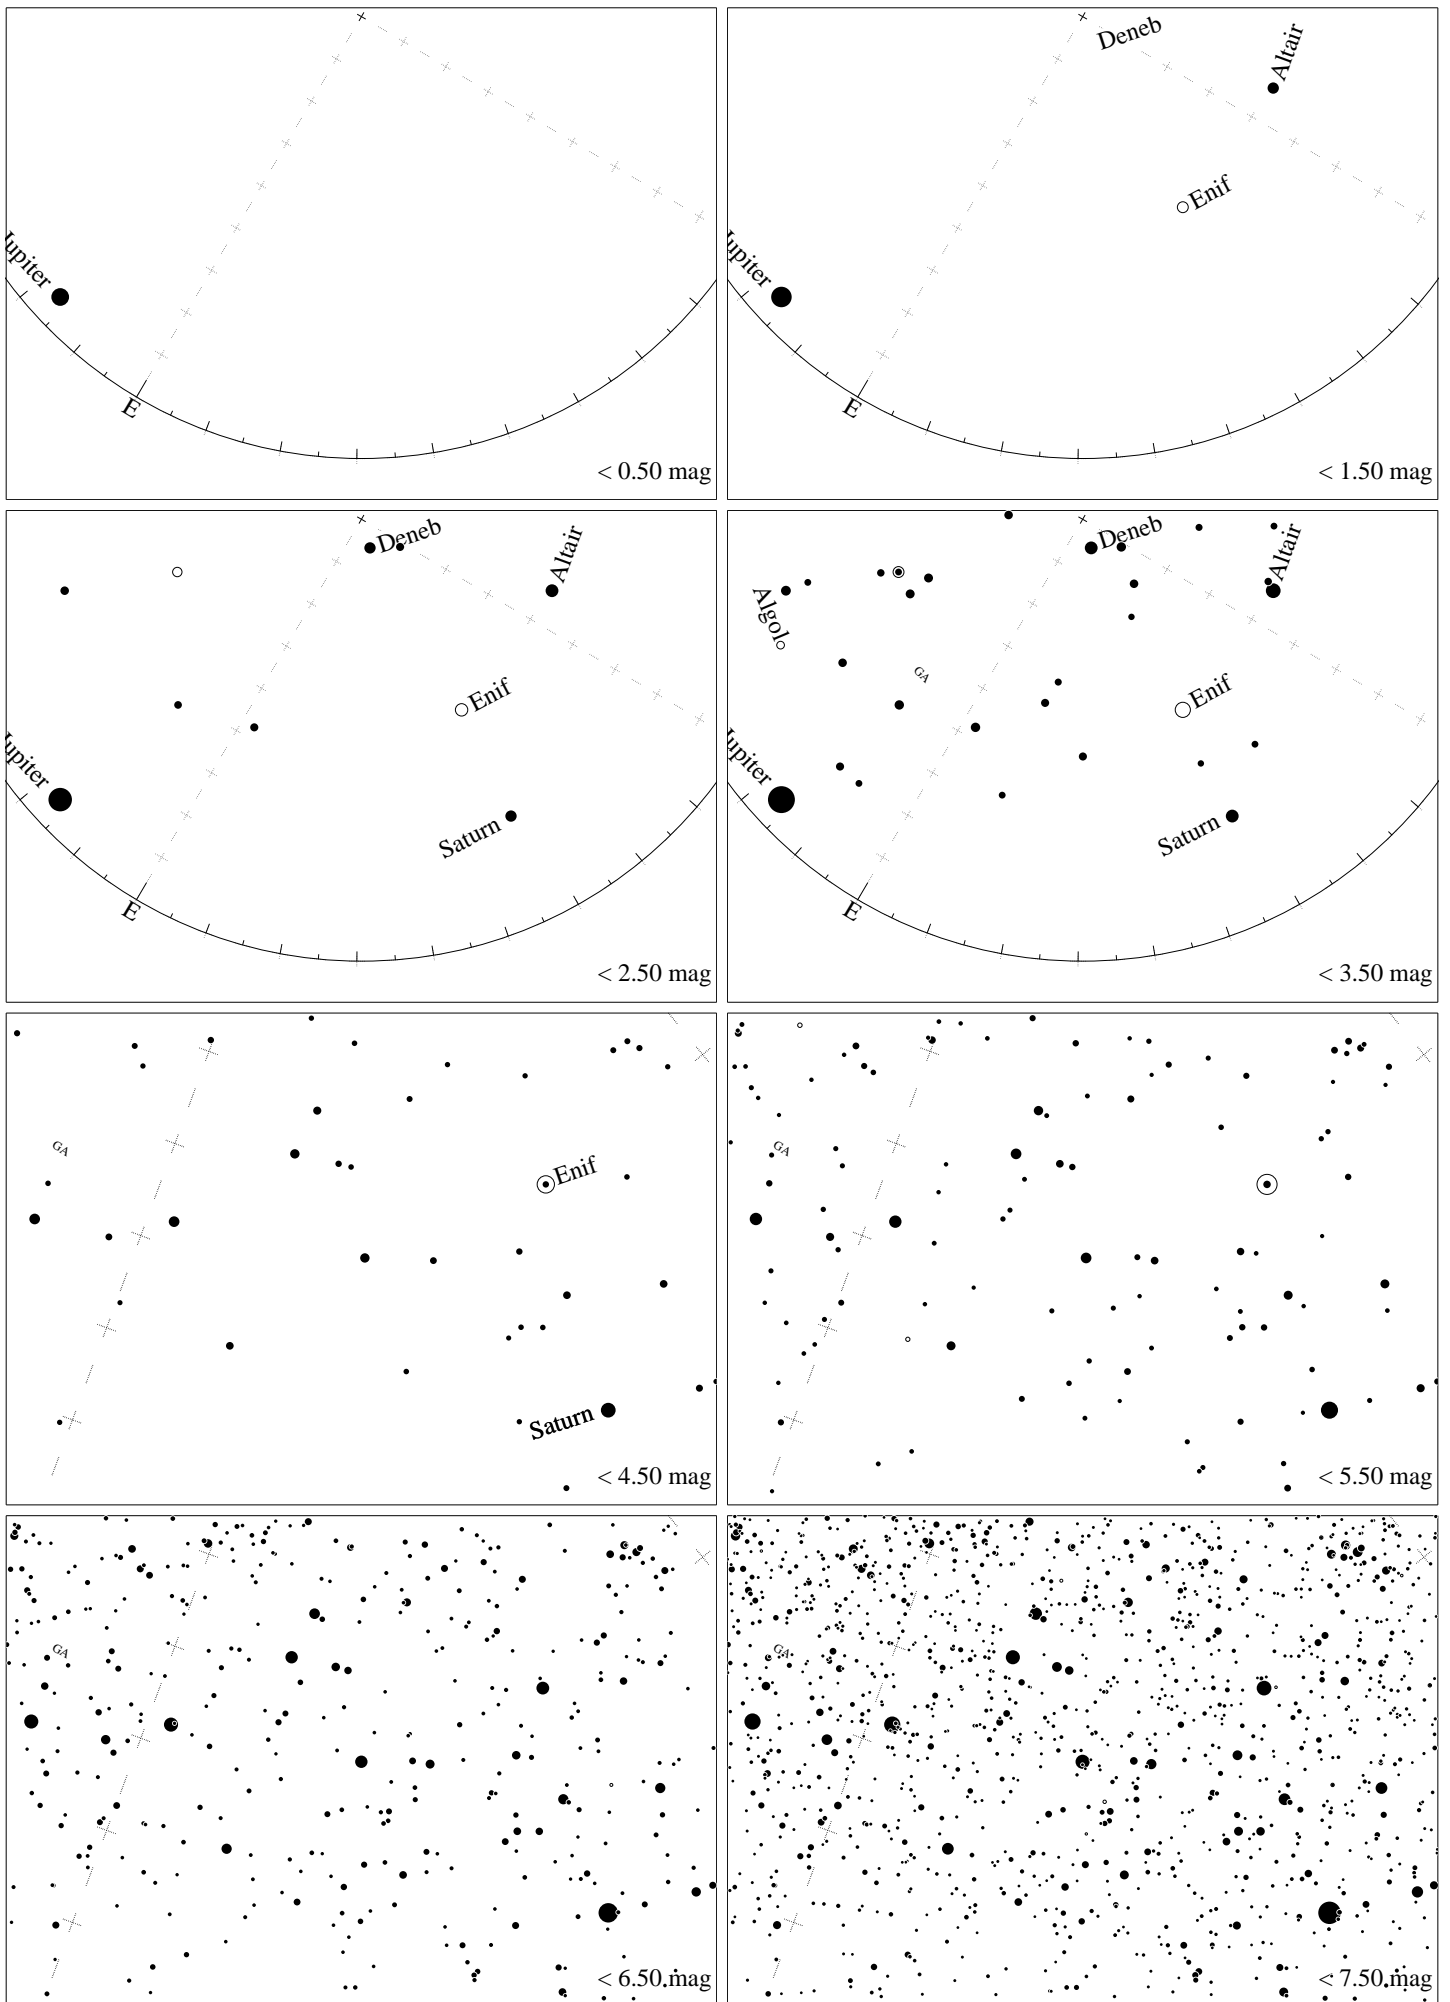 Jupiter
E
< 0.50 mag
Deneb
Altair
Enif
Jupiter
E
< 1.50 mag
Deneb
Altair
Enif
Jupiter
Saturn
E
< 2.50 mag
Deneb
Altair
Algol
GA
Enif
Jupiter
Saturn
E
< 3.50 mag
GA
Enif
Saturn
< 4.50 mag
GA
< 5.50 mag
GA
< 6.50 mag
GA
< 7.50 mag